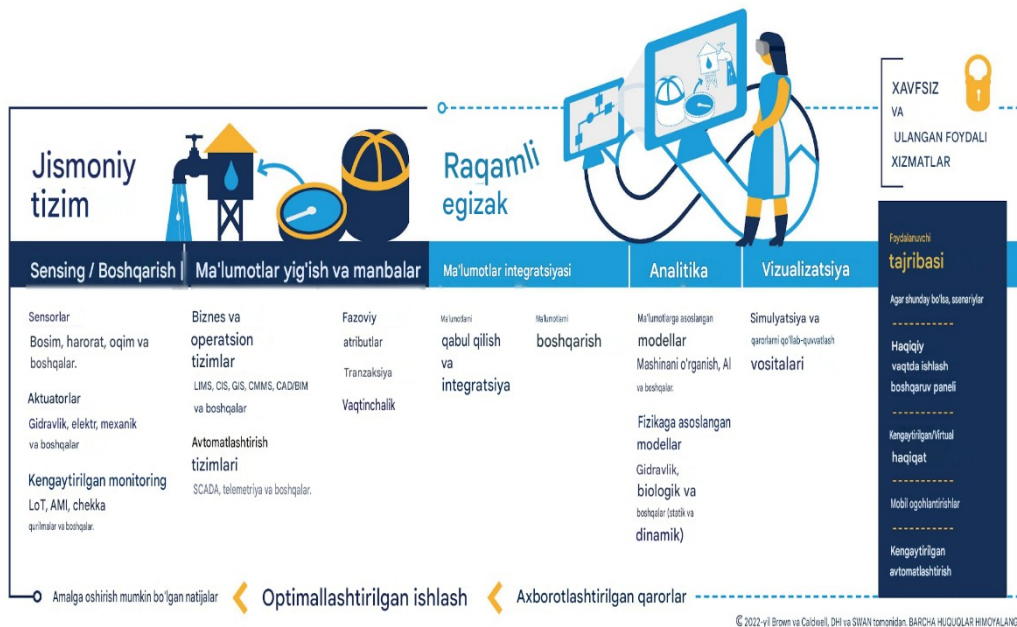 XAVFSIZ
VA
ULANGAN FOYDALI
XIZMATLAR
Jismoniy
tizim
Raqamli
egizak
Sensing / Boshqarish
Ma'lumotlar yig'ish va manbalar
Ma'lumotlar integratsiyasi
Analitika
Vizualizatsiya
Sensorlar
Bosim, harorat, oqim va
boshqalar.
Aktuatorlar
Gidravlik, elektr, mexanik
va boshqalar
Kengaytirilgan monitoring
LoT, AMI, chekka
qurilmalar va boshqalar.
Biznes va
operatsion
tizimlar
LIMS, CIS, GIS, CMMS, CAD/BIM
va boshqalar
Avtomatlashtirish
tizimlari
SCADA, telemetriya va boshqalar.
Fazoviy
atributlar
Tranzaksiya
Vaqtinchalik
Ma'lumotlarni
qabul qilish
va
integratsiya
Ma'lumotlarni
boshqarish
Ma'lumotlarga asoslangan
modellar
Mashinani o'rganish, AI
va boshqalar.
Fizikaga asoslangan
modellar
Gidravlik,
biologik va
boshqalar (statik va
dinamik)
Simulyatsiya va
qarorlarni qo'llab-quvvatlash
vositalari
Foydalanuvchi
tajribasi
Agar shunday bo'lsa, ssenariylar
Haqiqiy
vaqtda ishlash
boshqaruv paneli
Kengaytirilgan/Virtual
haqiqat
Mobil ogohlantirishlar
Kengaytirilgan
avtomatlashtirish
Amalga oshirish mumkin bo'lgan natijalar
Optimallashtirilgan ishlash
Axborotlashtirilgan qarorlar
© 2022-yil Brown va Caldwell, DHI va SWAN tomonidan. BARCHA HUQUQLAR HIMOYALANG